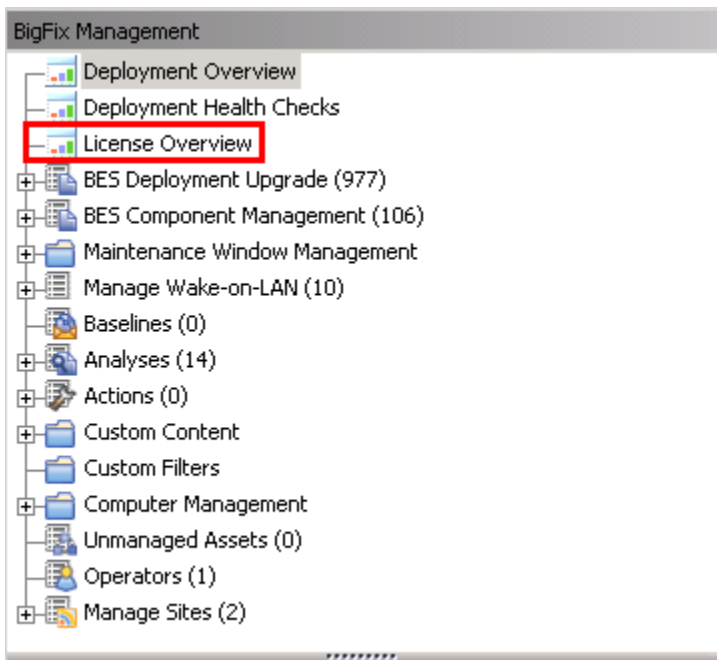 BigFix Management
Deployment Overview
Deployment Health Checks
License Overview
BES Deployment Upgrade (977)
BES Component Management (106)
Maintenance Window Management
Manage Wake-on-LAN (10)
Baselines (0)
Analyses (14)
Actions (0)
Custom Content
Custom Filters
Computer Management
Unmanaged Assets (0)
Operators (1)
Manage Sites (2)